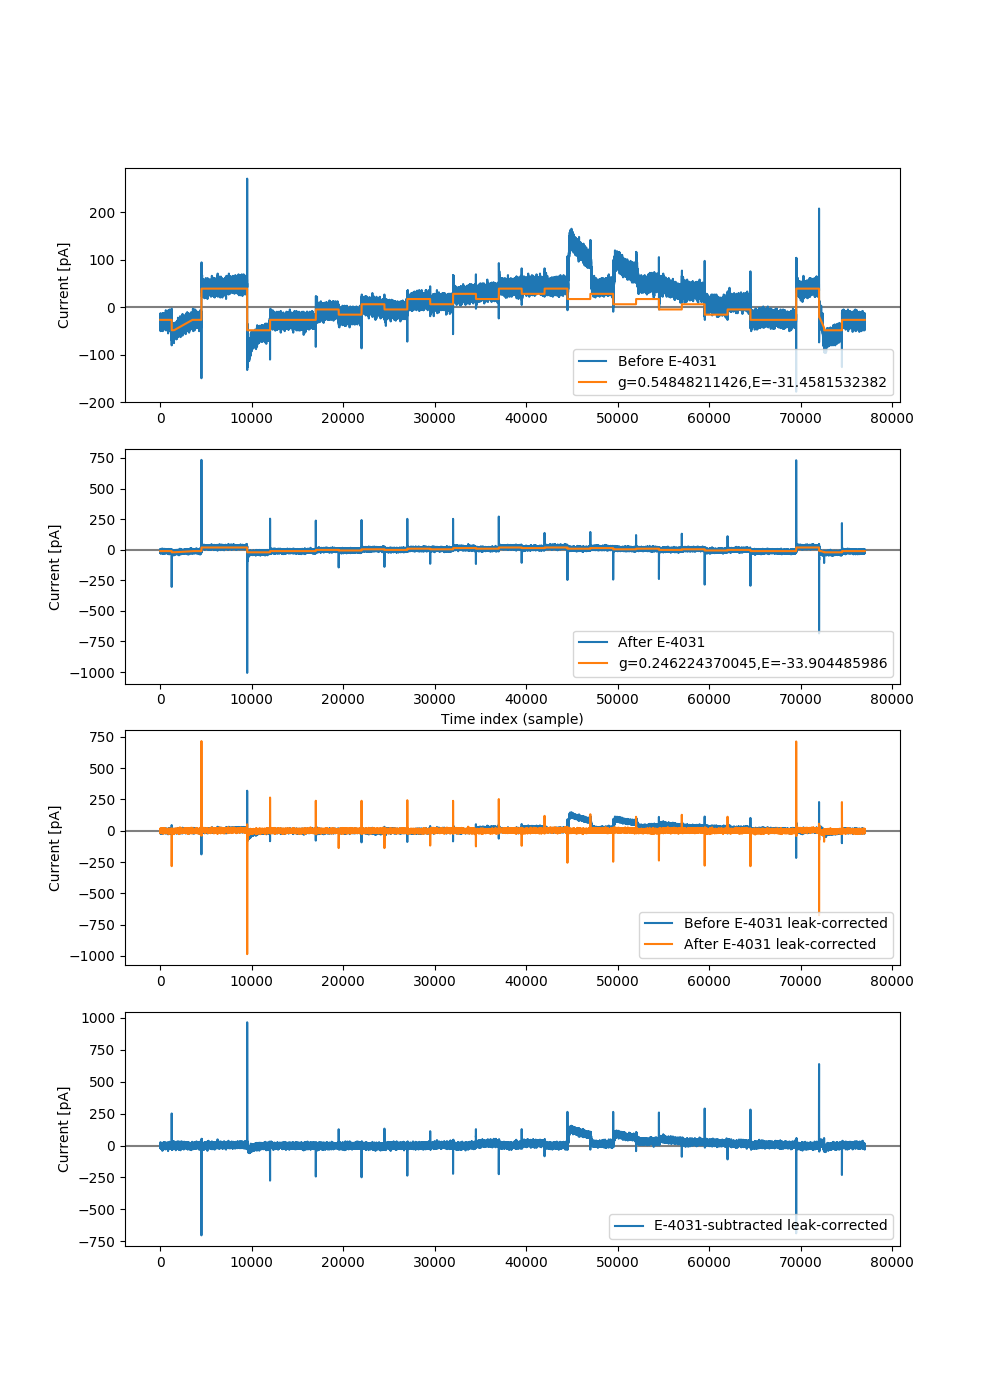 200
100
0
−100
−200
Current [pA]
Before E-4031
g=0.54848211426,E=-31.4581532382
0 10000 20000 30000 40000 50000 60000 70000 80000
750
500
250
0
−250
−500
−750
−1000
Current [pA]
After E-4031
g=0.246224370045,E=-33.904485986
0 10000 20000 30000 40000 50000 60000 70000 80000
Time index (sample)
750
500
250
0
−250
−500
−750
−1000
Current [pA]
Before E-4031 leak-corrected
After E-4031 leak-corrected
0 10000 20000 30000 40000 50000 60000 70000 80000
1000
750
500
250
0
−250
−500
−750
Current [pA]
E-4031-subtracted leak-corrected
0 10000 20000 30000 40000 50000 60000 70000 80000